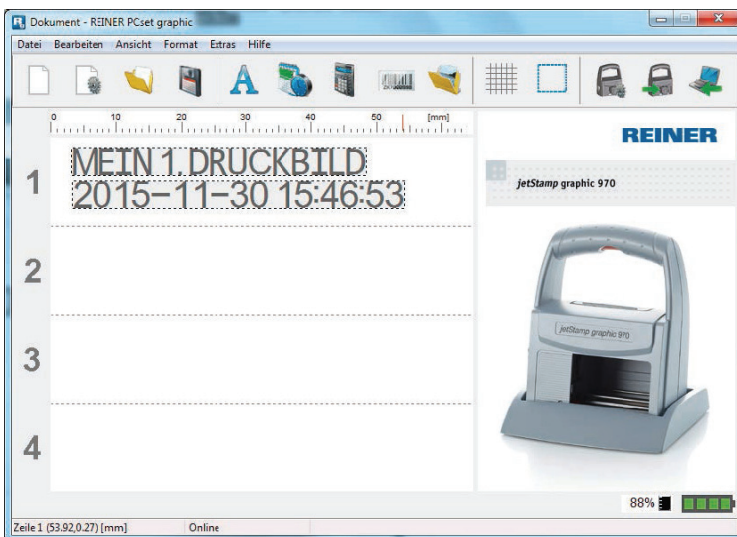 Dokument - REINER PCset graphic
Datei Bearbeiten Ansicht Format Extras Hilfe
0 10 20 30 40 50 [mm]
REINER
jetStamp graphic 970
1 MEIN 1. DRUCKBILD
2015-11-30 15:46:53
2
3
4
jetStamp graphic 970
88%
Zeile 1 (53.92,0.27) [mm] Online